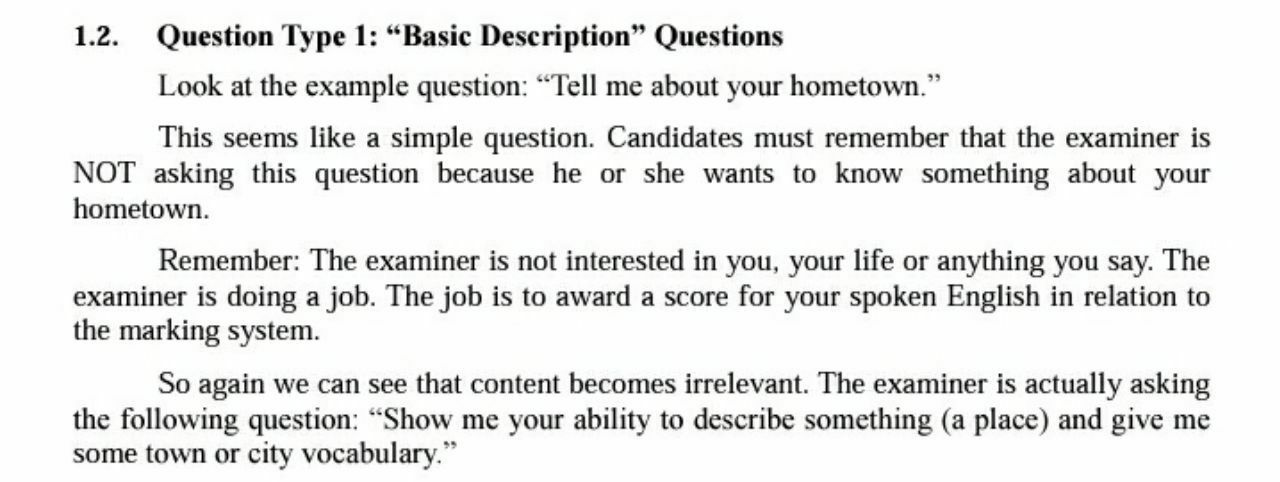 1.2. Question Type 1: “Basic Description” Questions
Look at the example question: “Tell me about your hometown.”
This seems like a simple question. Candidates must remember that the examiner is
NOT asking this question because he or she wants to know something about your
hometown.
Remember: The examiner is not interested in you, your life or anything you say. The
examiner is doing a job. The job is to award a score for your spoken English in relation to
the marking system.
So again we can see that content becomes irrelevant. The examiner is actually asking
the following question: “Show me your ability to describe something (a place) and give me
some town or city vocabulary.”